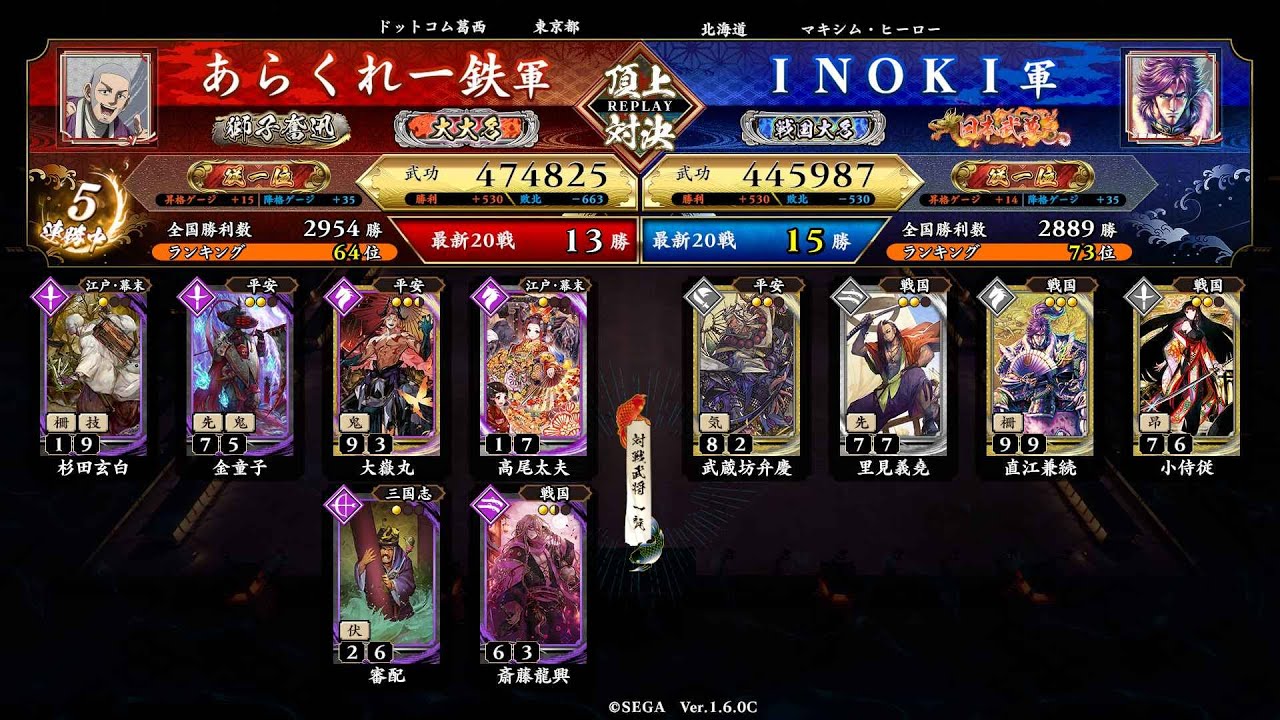 ドットコム葛西 東京都
北海道 マキシム・ヒーロー
あらくれ一鉄軍
頂上
REPLAY
対決
INOKI軍
獅子奮迅
大大名
戦国大名
日本武道
従一位
武功 474825
勝利 +530 敗北 -663
武功 445987
勝利 +530 敗北 -530
従一位
昇格ゲージ +15 降格ゲージ +35
昇格ゲージ +14 降格ゲージ +35
5
連勝中
全国勝利数 2954勝
ランキング 64位
最新20戦 13勝
最新20戦 15勝
全国勝利数 2889勝
ランキング 73位
江戸・幕末
柵 技
1 9
杉田玄白
平安
先 鬼
7 5
金童子
平安
鬼
9 3
大嶽丸
江戸・幕末
1 7
高尾太夫
対戦武将一覧
平安
気
8 2
武蔵坊弁慶
戦国
先
7 7
里見義堯
戦国
柵
9 9
直江兼続
戦国
昂
7 6
小侍従
三国志
伏
2 6
審配
戦国
6 3
斎藤龍興
©SEGA Ver.1.6.0C